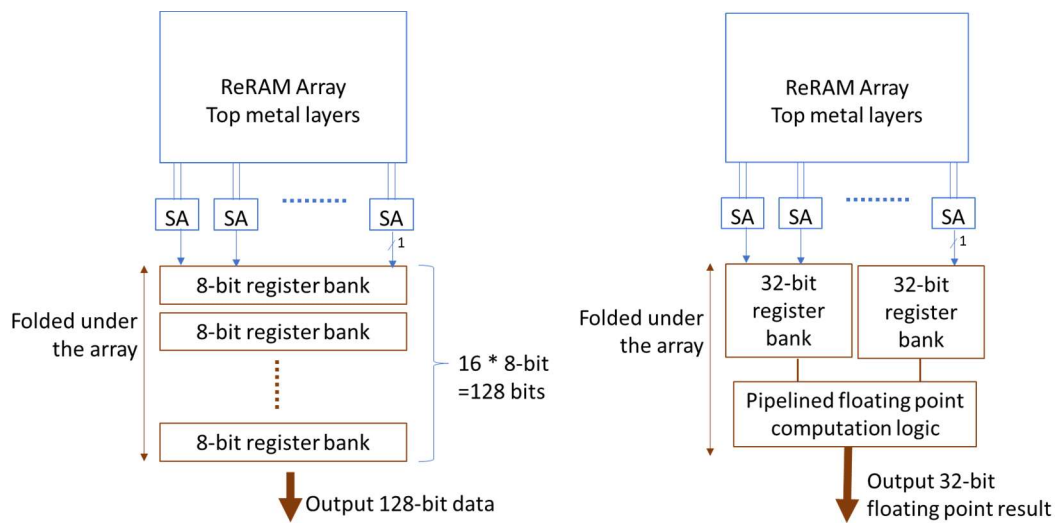 ReRAM Array
Top metal layers
SA
SA
SA
1
8-bit register bank
8-bit register bank
8-bit register bank
Folded under
the array
16 * 8-bit
=128 bits
Output 128-bit data
ReRAM Array
Top metal layers
SA
SA
SA
1
32-bit
register
bank
32-bit
register
bank
Folded under
the array
Pipelined floating point
computation logic
Output 32-bit
floating point result